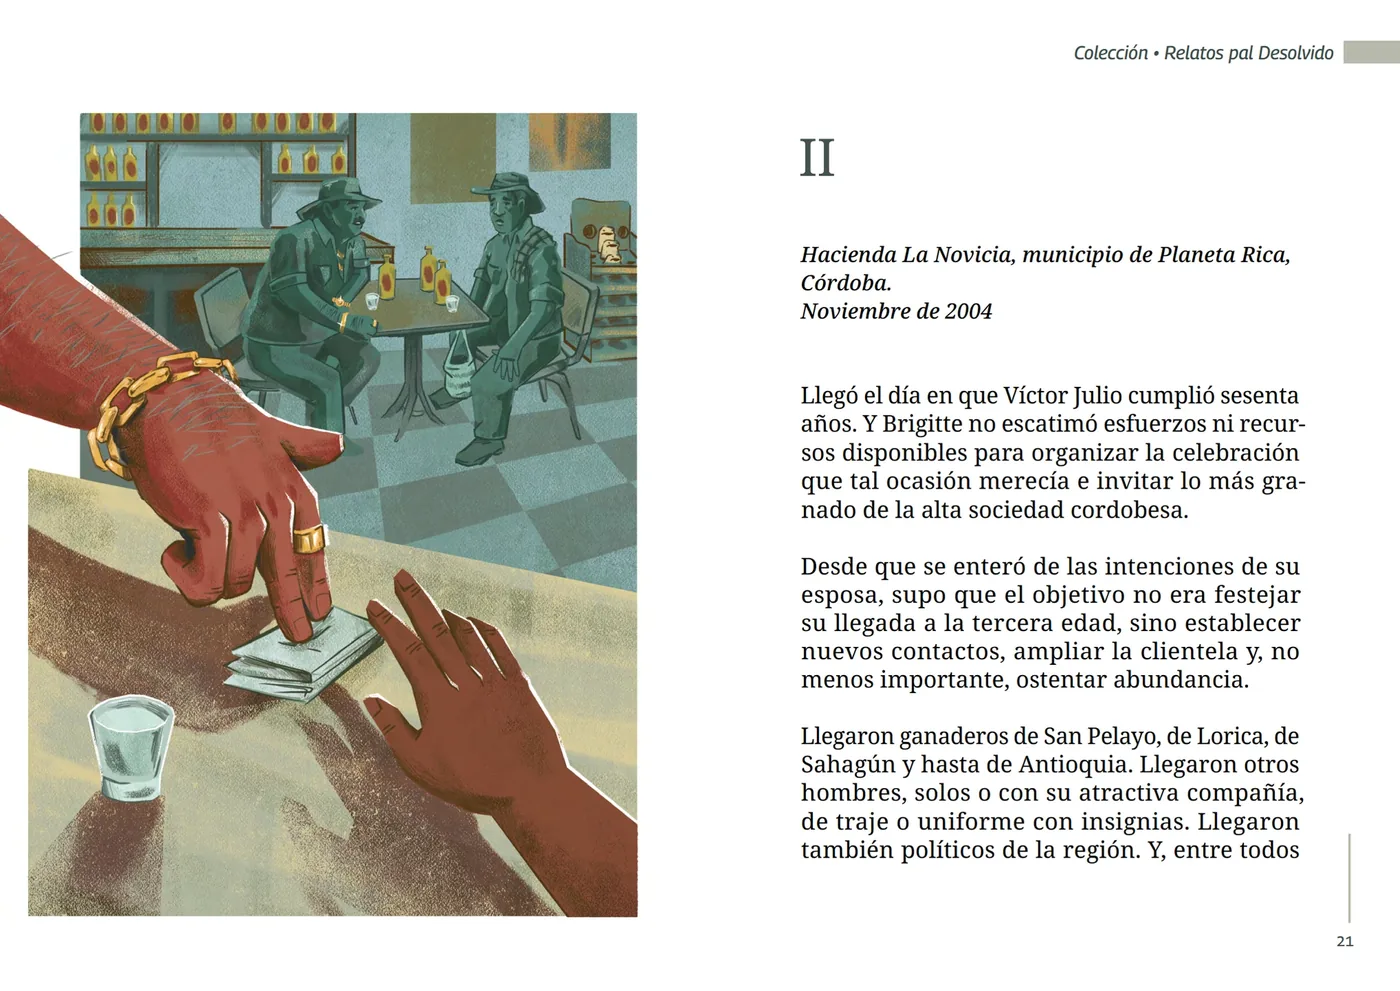 Colección • Relatos pal Desolvido
II
Hacienda La Novicia, municipio de Planeta Rica,
Córdoba.
Noviembre de 2004
Llegó el día en que Víctor Julio cumplió sesenta
años. Y Brigitte no escatimó esfuerzos ni recur-
sos disponibles para organizar la celebración
que tal ocasión merecía e invitar lo más gra-
nado de la alta sociedad cordobesa.
Desde que se enteró de las intenciones de su
esposa, supo que el objetivo no era festejar
su llegada a la tercera edad, sino establecer
nuevos contactos, ampliar la clientela y, no
menos importante, ostentar abundancia.
Llegaron ganaderos de San Pelayo, de Lorica, de
Sahagún y hasta de Antioquia. Llegaron otros
hombres, solos o con su atractiva compañía,
de traje o uniforme con insignias. Llegaron
también políticos de la región. Y, entre todos
21